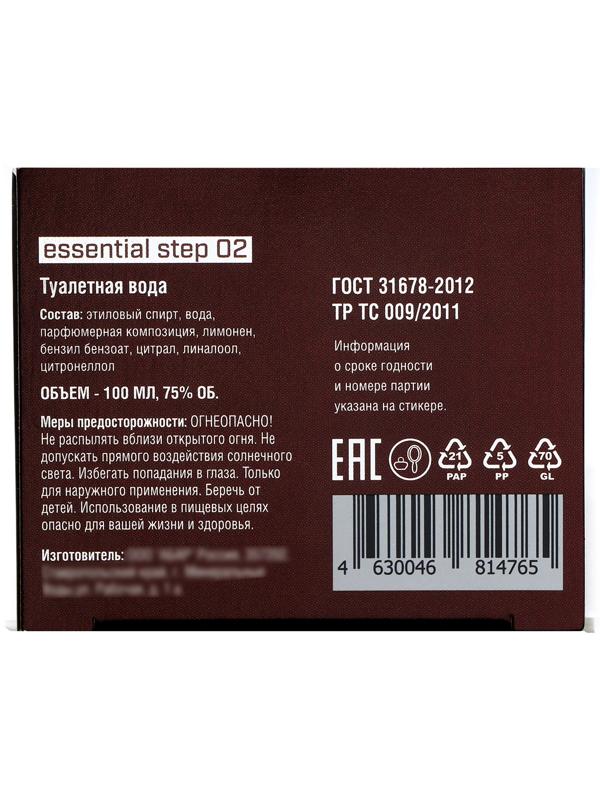 essential step 02
Туалетная вода
Состав: этиловый спирт, вода,
парфюмерная композиция, лимонен,
бензил бензоат, цитрал, линалоол,
цитронеллол
ОБЪЕМ - 100 МЛ, 75% ОБ.
Меры предосторожности: ОГНЕОПАСНО!
Не распылять вблизи открытого огня. Не
допускать прямого воздействия солнечного
света. Избегать попадания в глаза. Только
для наружного применения. Беречь от
детей. Использование в пищевых целях
опасно для вашей жизни и здоровья.
Изготовитель:
ГОСТ 31678-2012
ТР ТС 009/2011
Информация
о сроке годности
и номере партии
указана на стикере.
EAC
21 5 70
PAP PP GL
4 630046 814765